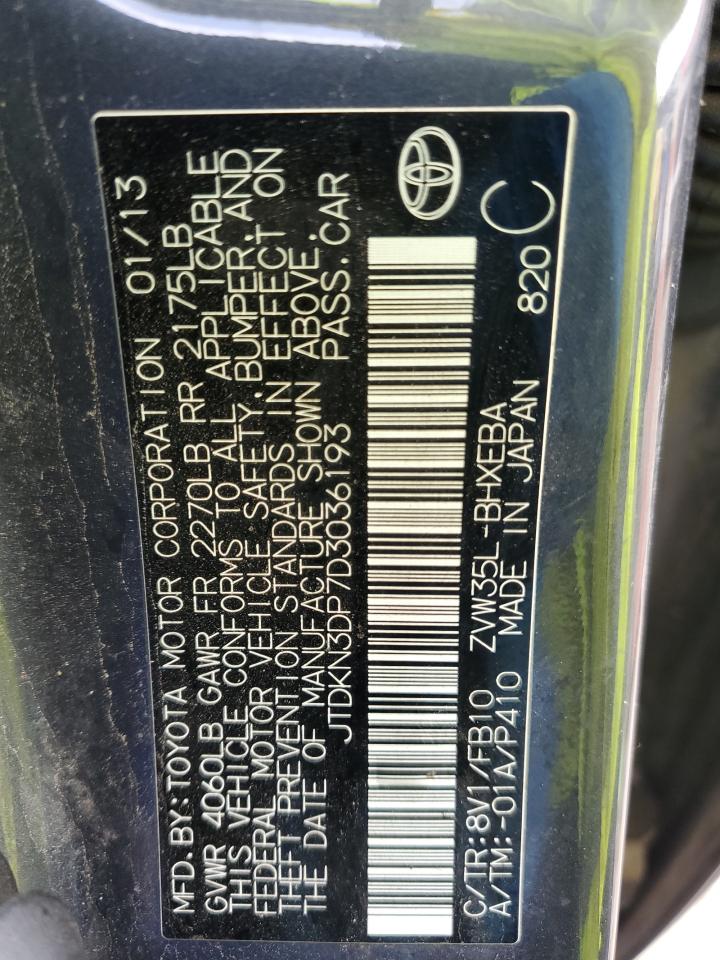 MFD. BY: TOYOTA MOTOR CORPORATION 01/13
GVWR 4060LB GAWR FR 2270LB RR 2175LB
THIS VEHICLE CONFORMS TO ALL APPLICABLE
FEDERAL MOTOR VEHICLE SAFETY, BUMPER, AND
THEFT PREVENTION STANDARDS IN EFFECT ON
THE DATE OF MANUFACTURE SHOWN ABOVE.
JTDKN3DP7D3036193 PASS. CAR
C/TR: 8V1/FB10 ZVW35L-BHXEBA
A/TM: -01A/P410 MADE IN JAPAN 820 C